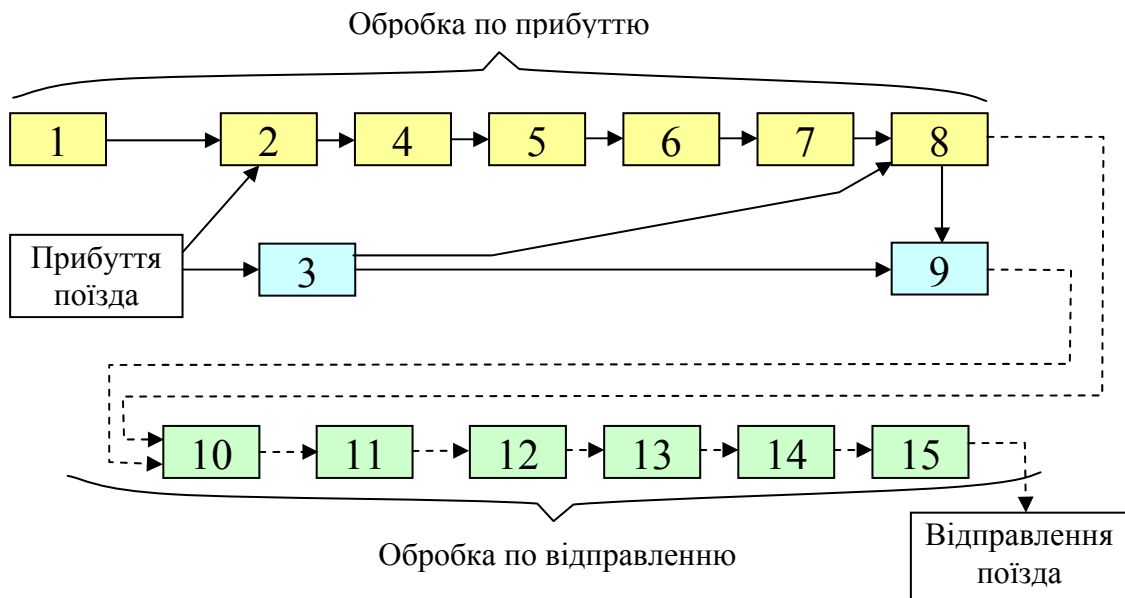 Обробка по прибуттю
1 2 4 5 6 7 8
Прибуття
поїзда
3 9
10 11 12 13 14 15
Обробка по відправленню
Відправлення
поїзда